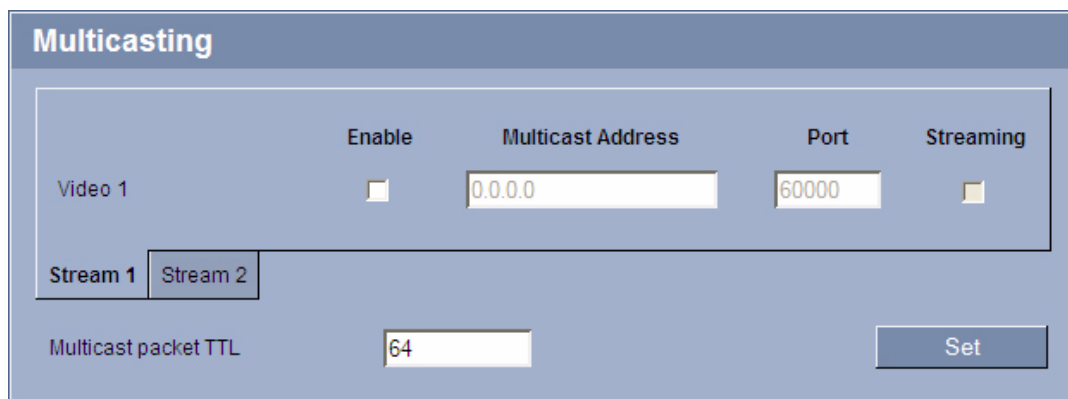 Multicasting
Enable Multicast Address Port Streaming
Video 1 0.0.0.0 60000
Stream 1 Stream 2
Multicast packet TTL 64 Set